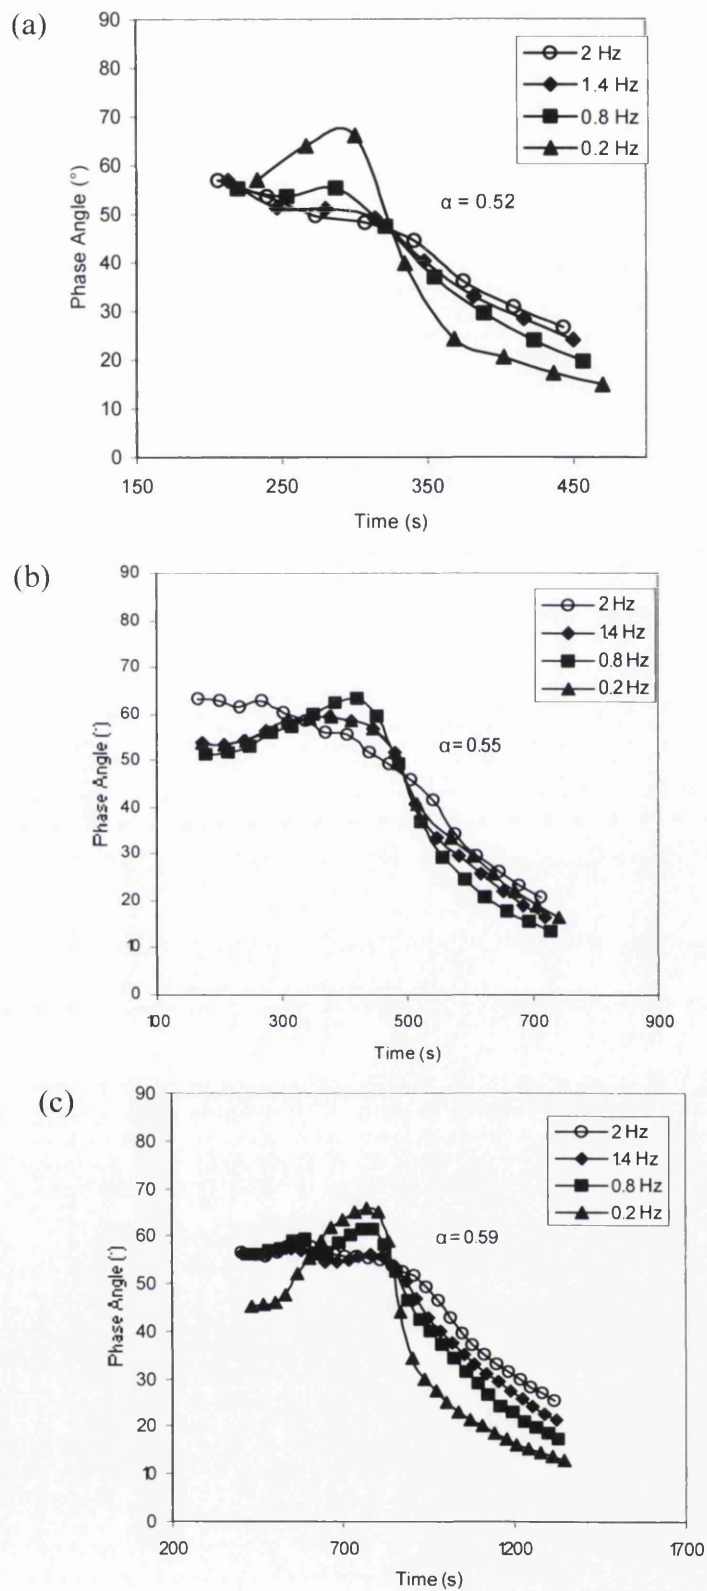 (a)
90
80
70
60
50
40
30
20
10
0
Phase Angle (°)
2 Hz
1.4 Hz
0.8 Hz
0.2 Hz
α = 0.52
150 250 350 450
Time (s)
(b)
90
80
70
60
50
40
30
20
10
0
Phase Angle (°)
2 Hz
1.4 Hz
0.8 Hz
0.2 Hz
α = 0.55
100 300 500 700 900
Time (s)
(c)
90
80
70
60
50
40
30
20
10
0
Phase Angle (°)
2 Hz
1.4 Hz
0.8 Hz
0.2 Hz
α = 0.59
200 700 1200 1700
Time (s)